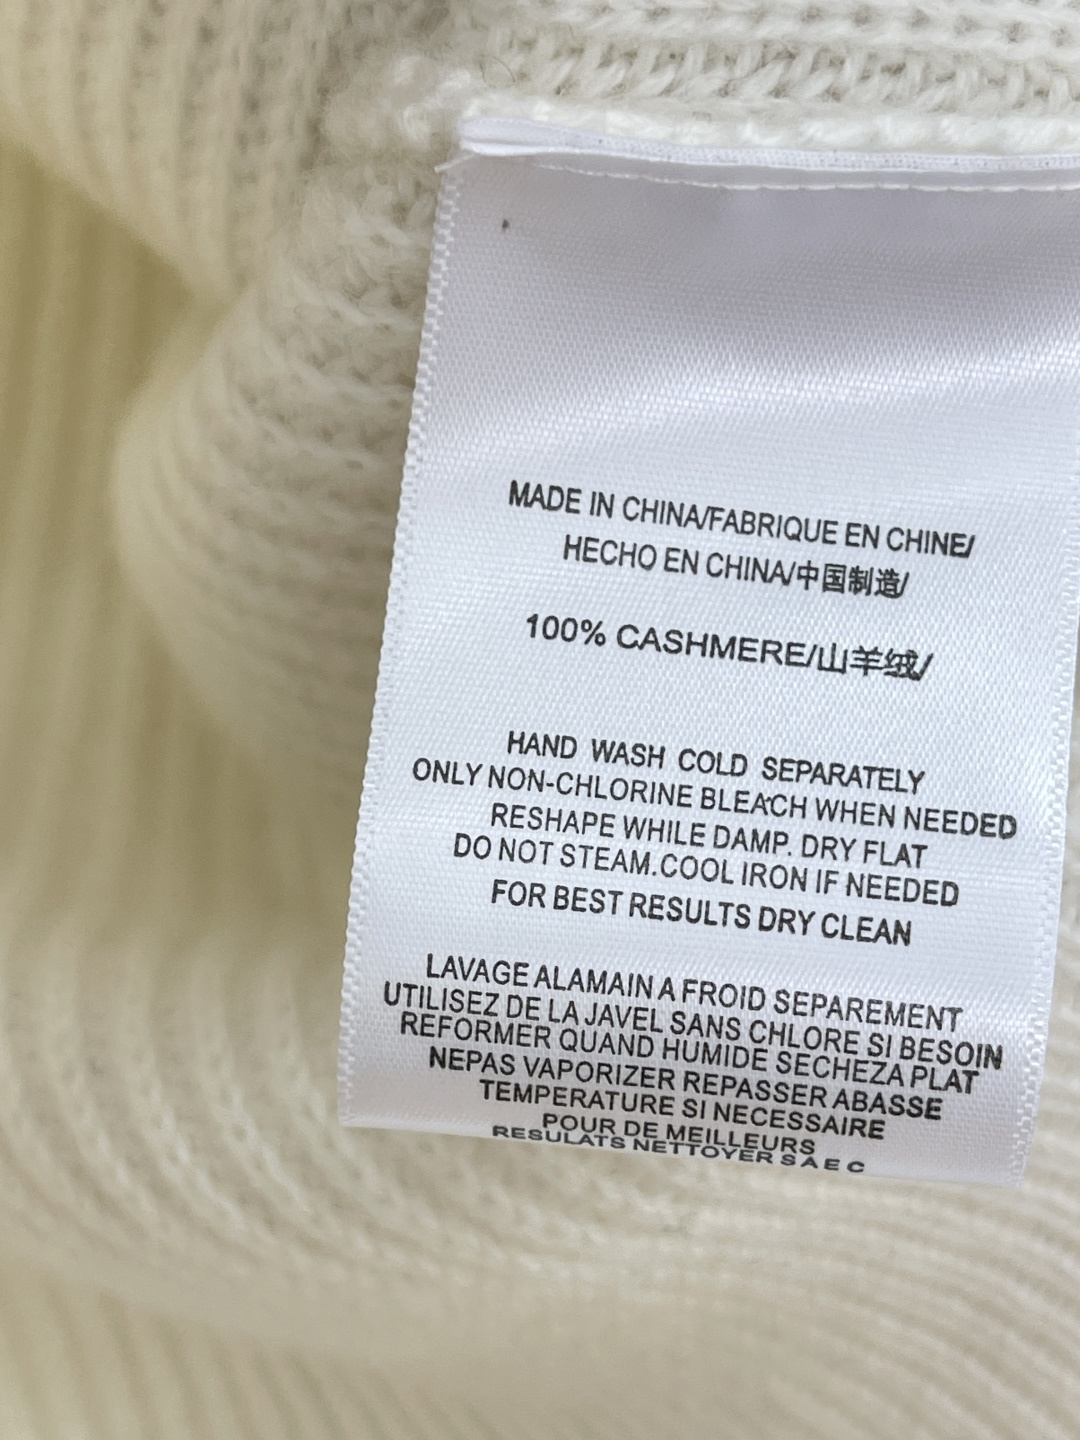 MADE IN CHINA/FABRIQUE EN CHINE/
HECHO EN CHINA/中国制造/
100% CASHMERE/山羊绒/
HAND WASH COLD SEPARATELY
ONLY NON-CHLORINE BLEACH WHEN NEEDED
RESHAPE WHILE DAMP. DRY FLAT
DO NOT STEAM.COOL IRON IF NEEDED
FOR BEST RESULTS DRY CLEAN
LAVAGE ALAMAIN A FROID SEPAREMENT
UTILISEZ DE LA JAVEL SANS CHLORE SI BESOIN
REFORMER QUAND HUMIDE SECHEZA PLAT
NEPAS VAPORIZER REPASSER ABASSE
TEMPERATURE SI NECESSAIRE
POUR DE MEILLEURS
RESULATS NETTOYER S A E C